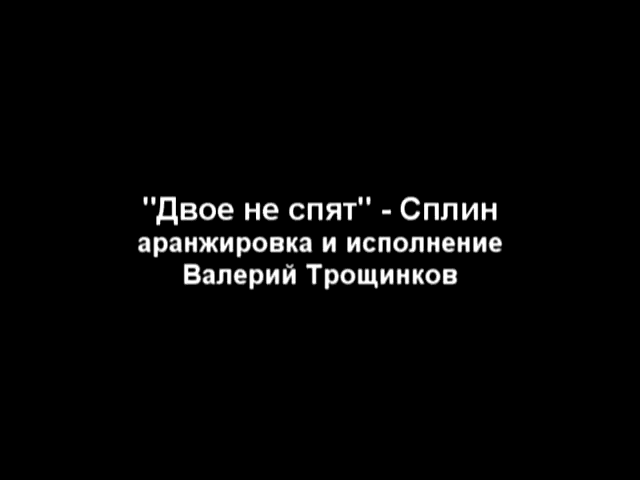 "Двое не спят" - Сплин
аранжировка и исполнение
Валерий Трощинков